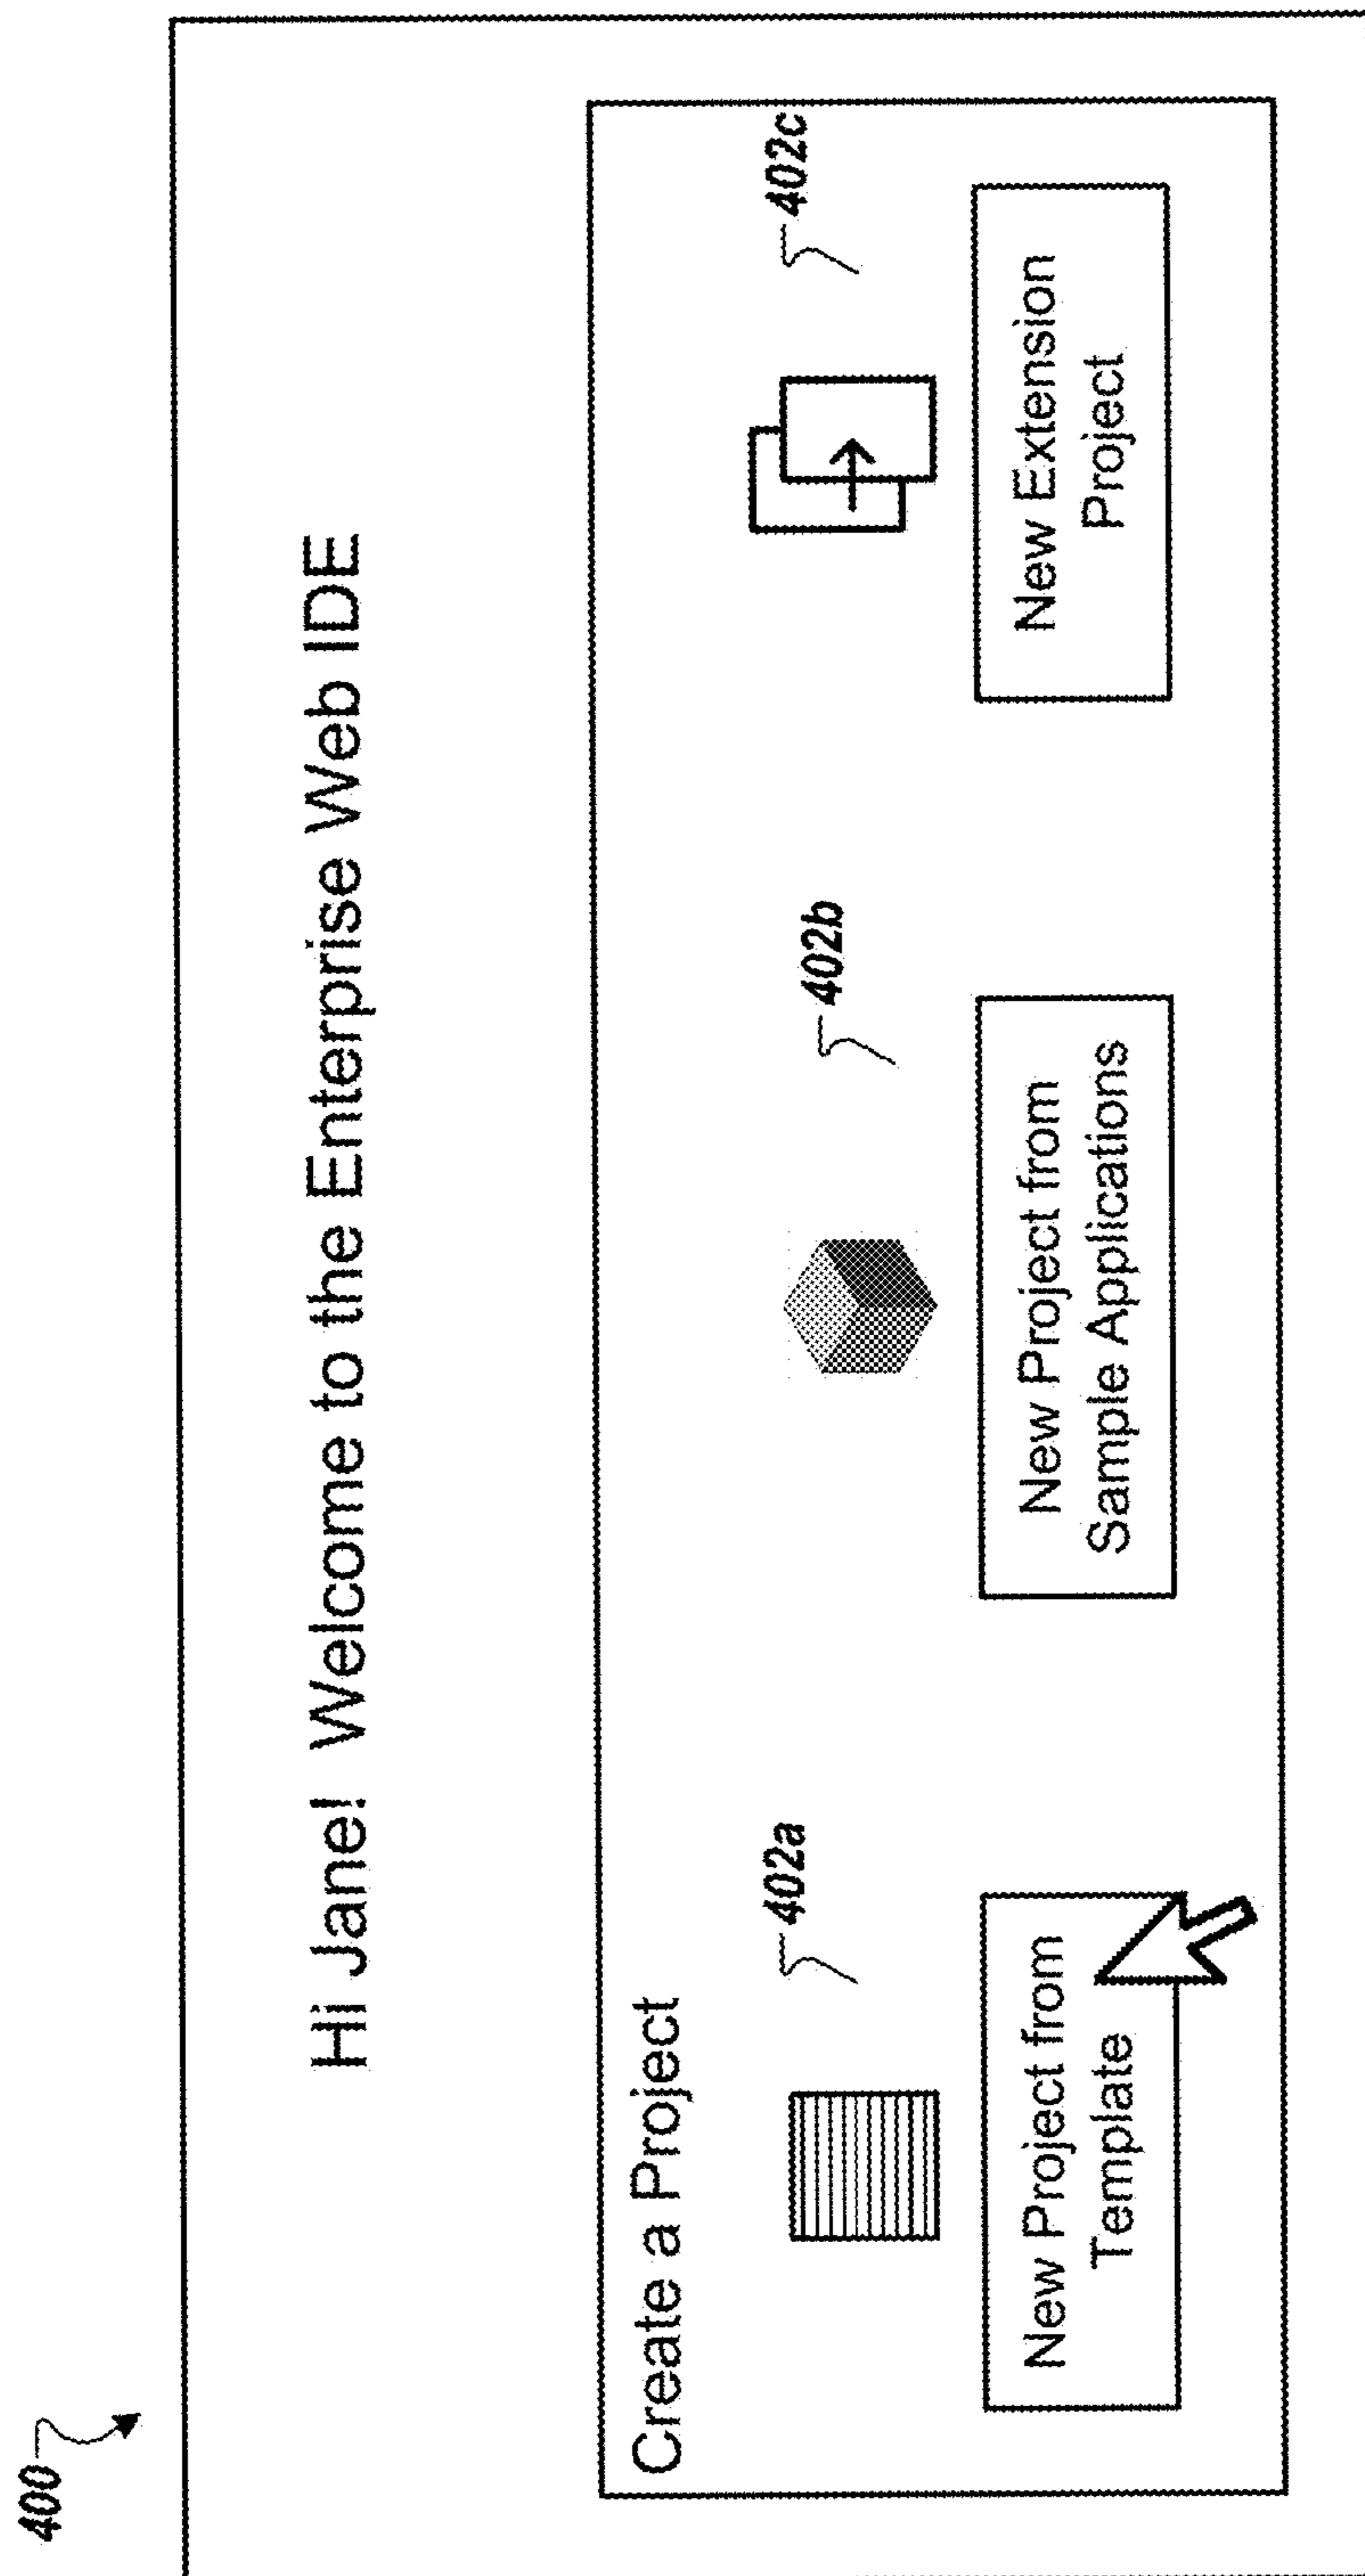 400
Hi Jane! Welcome to the Enterprise Web IDE
Create a Project
402a
402b
402c
New Project from
Template
New Project from
Sample Applications
New Extension
Project